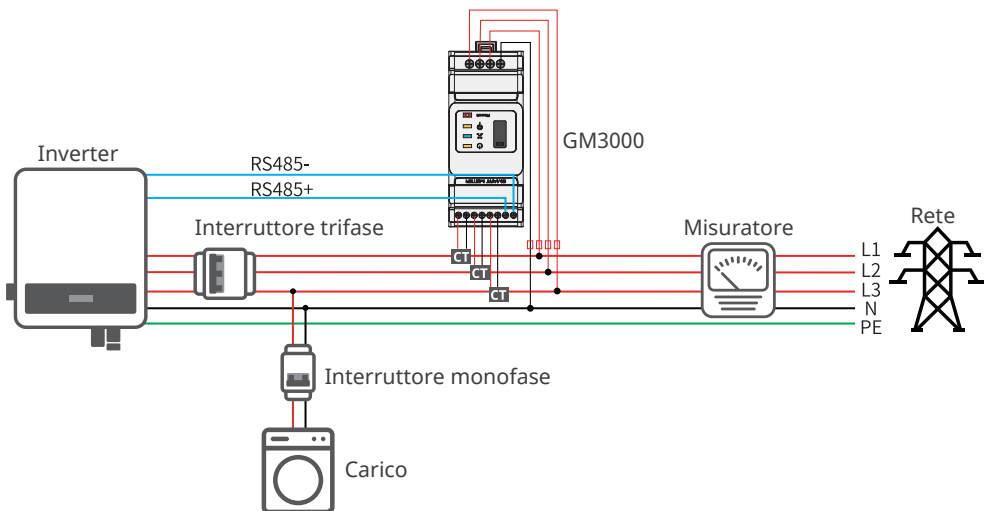 GM3000
Inverter
RS485-
RS485+
Interruttore trifase
Misuratore
Rete
CT
CT
CT
L1
L2
L3
N
PE
Interruttore monofase
Carico